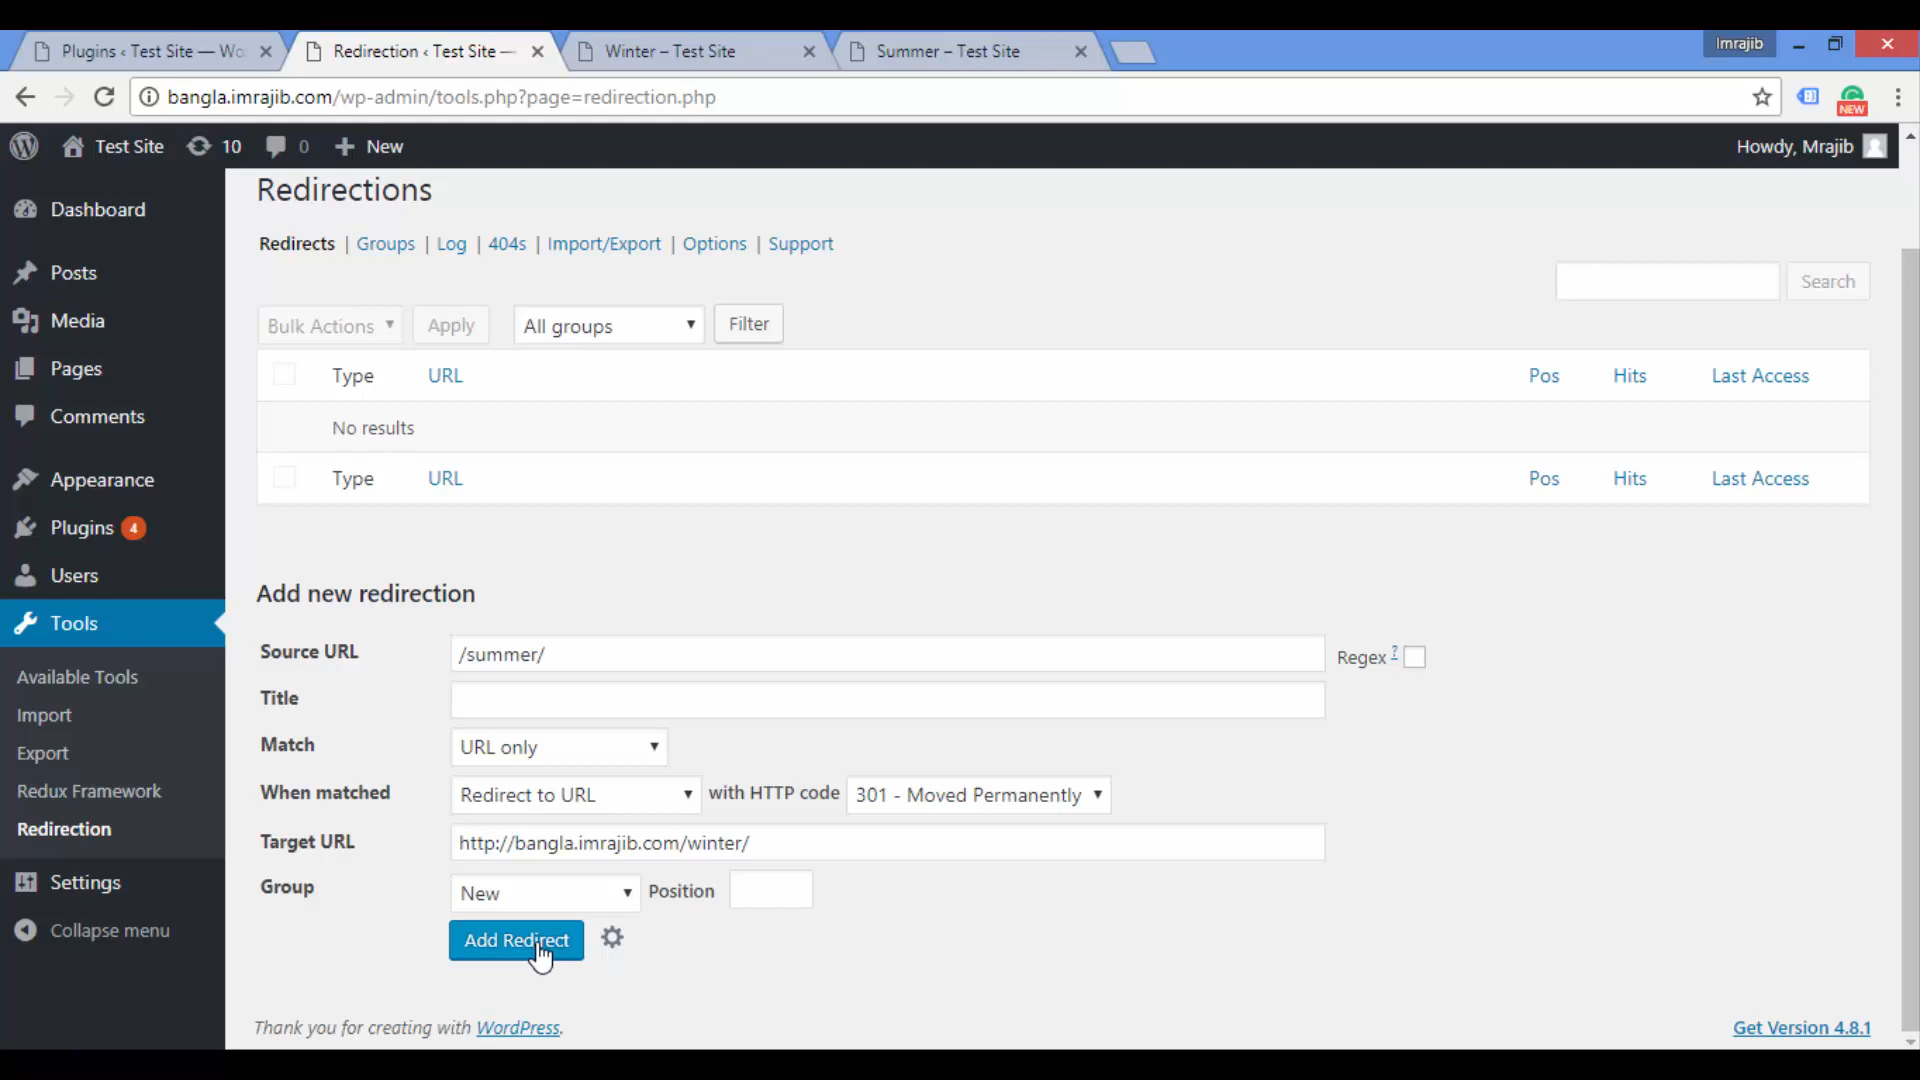 Plugins ‹ Test Site — Wo
Redirection ‹ Test Site —
Winter – Test Site
Summer – Test Site
Imrajib
bangla.imrajib.com/wp-admin/tools.php?page=redirection.php
NEW
Test Site 10 0 New
Howdy, Mrajib
Dashboard
Posts
Media
Pages
Comments
Appearance
Plugins 4
Users
Tools
Available Tools
Import
Export
Redux Framework
Redirection
Settings
Collapse menu
Redirections
Redirects | Groups | Log | 404s | Import/Export | Options | Support
Search
Bulk Actions Apply All groups Filter
Type URL Pos Hits Last Access
No results
Type URL Pos Hits Last Access
Add new redirection
Source URL /summer/ Regex ?
Title
Match URL only
When matched Redirect to URL with HTTP code 301 - Moved Permanently
Target URL http://bangla.imrajib.com/winter/
Group New Position
Add Redirect
Thank you for creating with WordPress.
Get Version 4.8.1